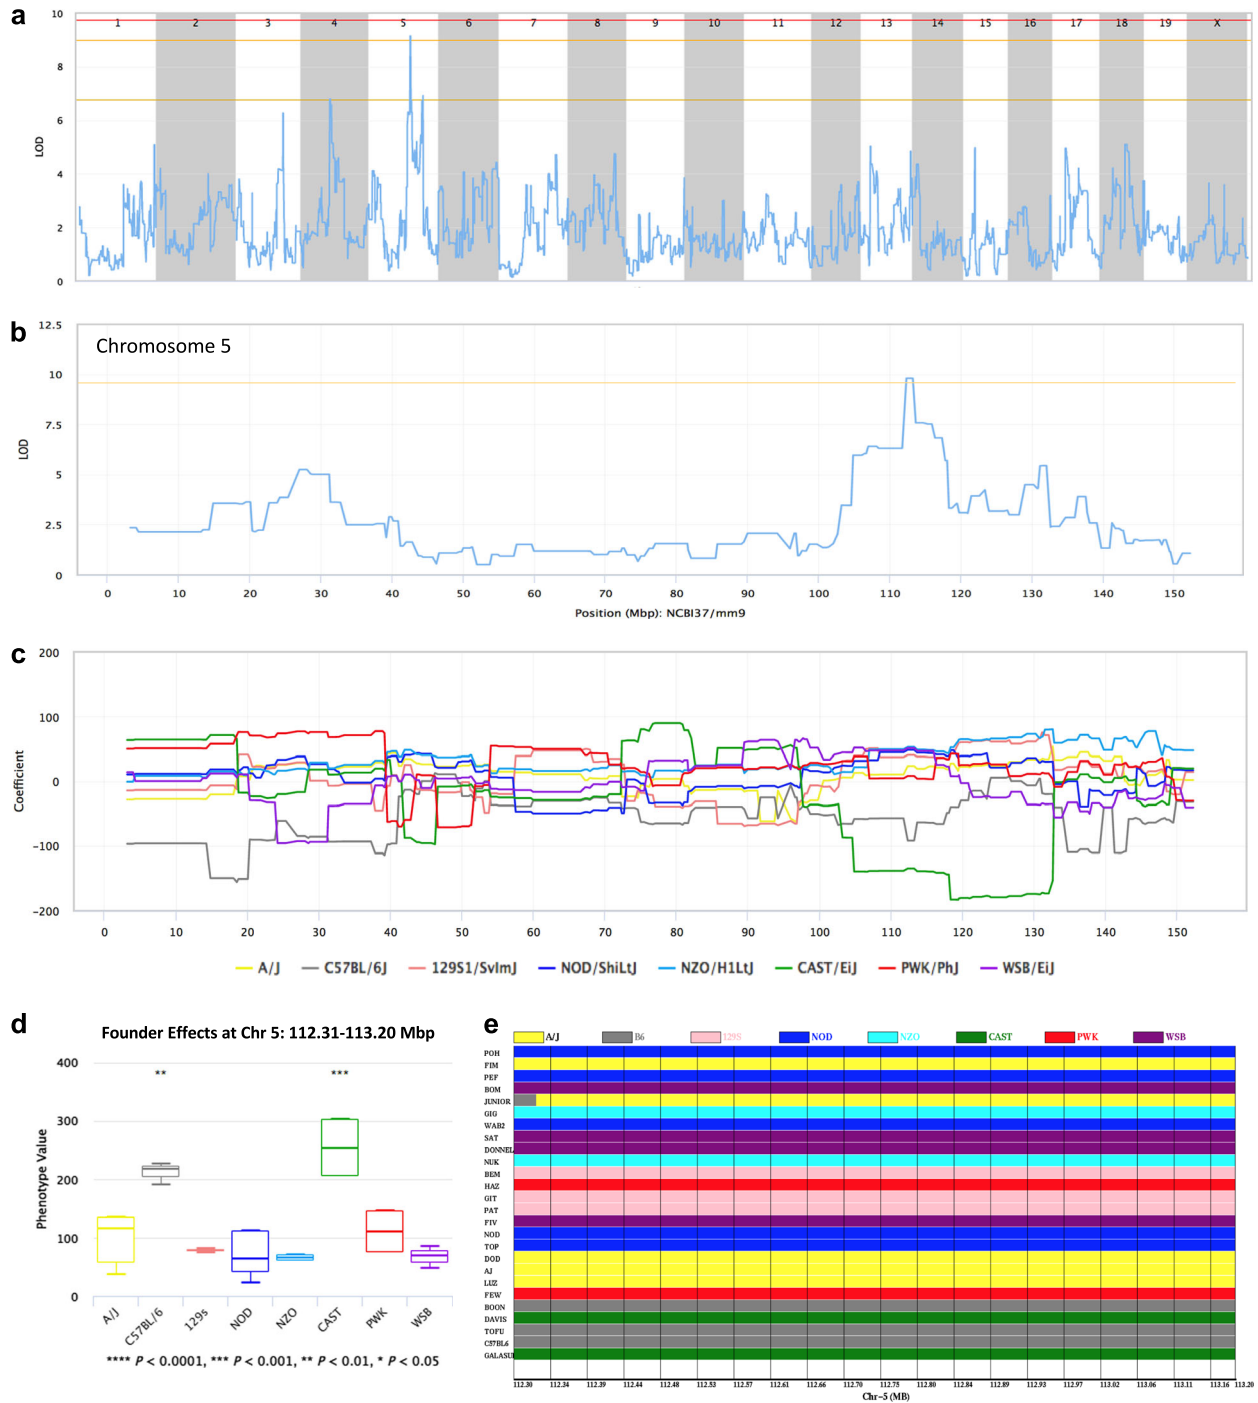 a
10
8
6
4
2
0
LOD
1 2 3 4 5 6 7 8 9 10 11 12 13 14 15 16 17 18 19 X
b
12.5
10
7.5
5
2.5
0
LOD
Chromosome 5
0 10 20 30 40 50 60 70 80 90 100 110 120 130 140 150
Position (Mbp): NCBI37/mm9
c
200
100
0
−100
−200
Coefficient
0 10 20 30 40 50 60 70 80 90 100 110 120 130 140 150
A/J C57BL/6J 129S1/SvImJ NOD/ShiLtJ NZO/H1LtJ CAST/EiJ PWK/PhJ WSB/EiJ
d
Founder Effects at Chr 5: 112.31-113.20 Mbp
400
300
200
100
0
Phenotype Value
** ***
A/J C57BL/6 129s NOD NZO CAST PWK WSB
**** P < 0.0001, *** P < 0.001, ** P < 0.01, * P < 0.05
e
A/J B6 129S NOD NZO CAST PWK WSB
POH
FIM
PEF
BOM
JUNIOR
GIG
WAB2
SAT
DONNEL
NUK
BEM
HAZ
GIT
PAT
FIV
NOD
TOP
DOD
AJ
LUZ
FEW
BOON
DAVIS
TOFU
C57BL6
GALASU
112.30 112.34 112.39 112.44 112.48 112.53 112.57 112.61 112.66 112.70 112.75 112.80 112.84 112.89 112.93 112.97 113.02 113.06 113.11 113.16 113.20
Chr-5 (MB)